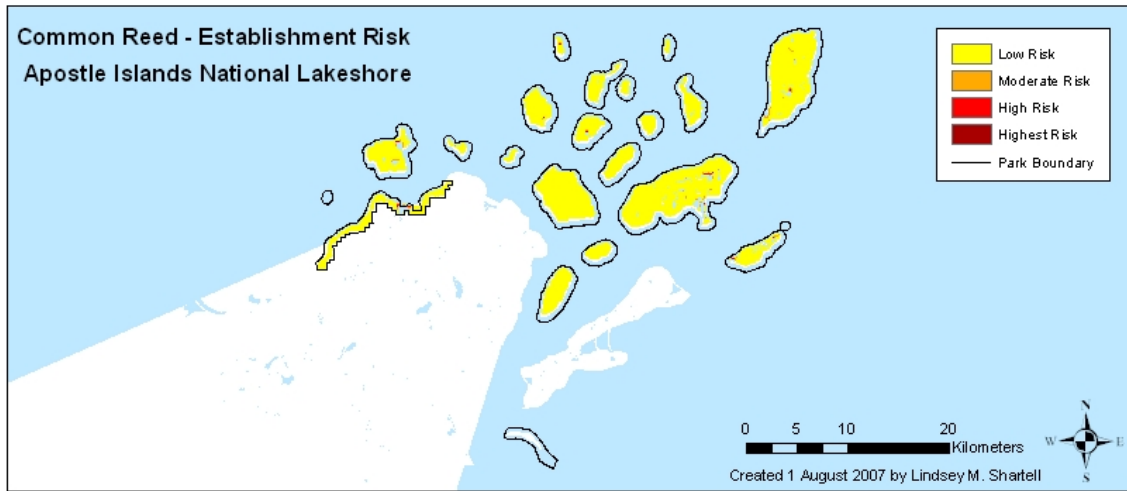 Common Reed - Establishment Risk
Apostle Islands National Lakeshore
Low Risk
Moderate Risk
High Risk
Highest Risk
Park Boundary
N
W E
S
0 5 10 20
Kilometers
Created 1 August 2007 by Lindsey M. Shartell